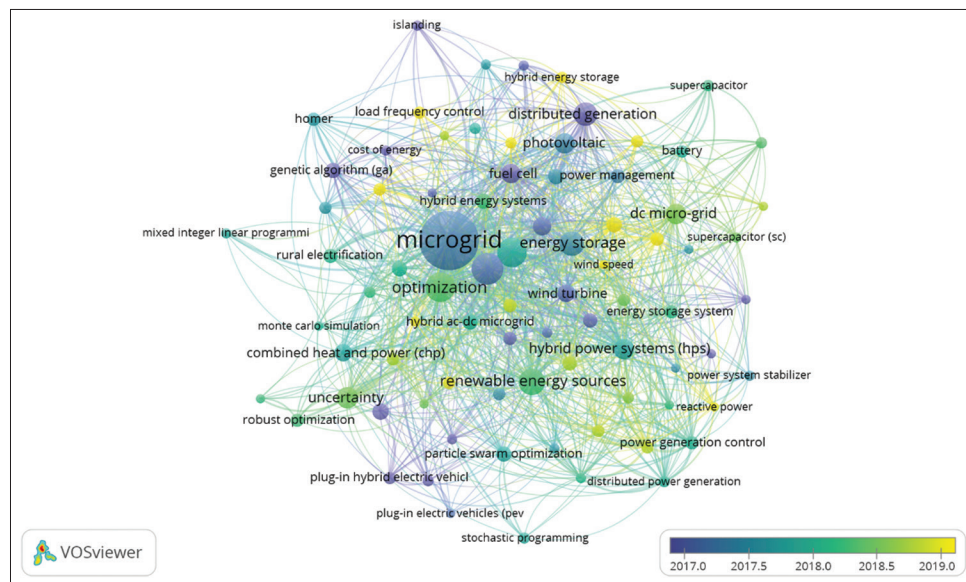 islanding
hybrid energy storage
supercapacitor
load frequency control
distributed generation
homer
photovoltaic
cost of energy
battery
genetic algorithm (ga)
fuel cell
power management
hybrid energy systems
dc micro-grid
mixed integer linear programmi
microgrid
energy storage
supercapacitor (sc)
rural electrification
wind speed
optimization
wind turbine
energy storage system
monte carlo simulation
hybrid ac-dc microgrid
combined heat and power (chp)
hybrid power systems (hps)
power system stabilizer
renewable energy sources
uncertainty
reactive power
robust optimization
power generation control
particle swarm optimization
plug-in hybrid electric vehicl
distributed power generation
plug-in electric vehicles (pev
stochastic programming
VOSviewer
2017.0 2017.5 2018.0 2018.5 2019.0